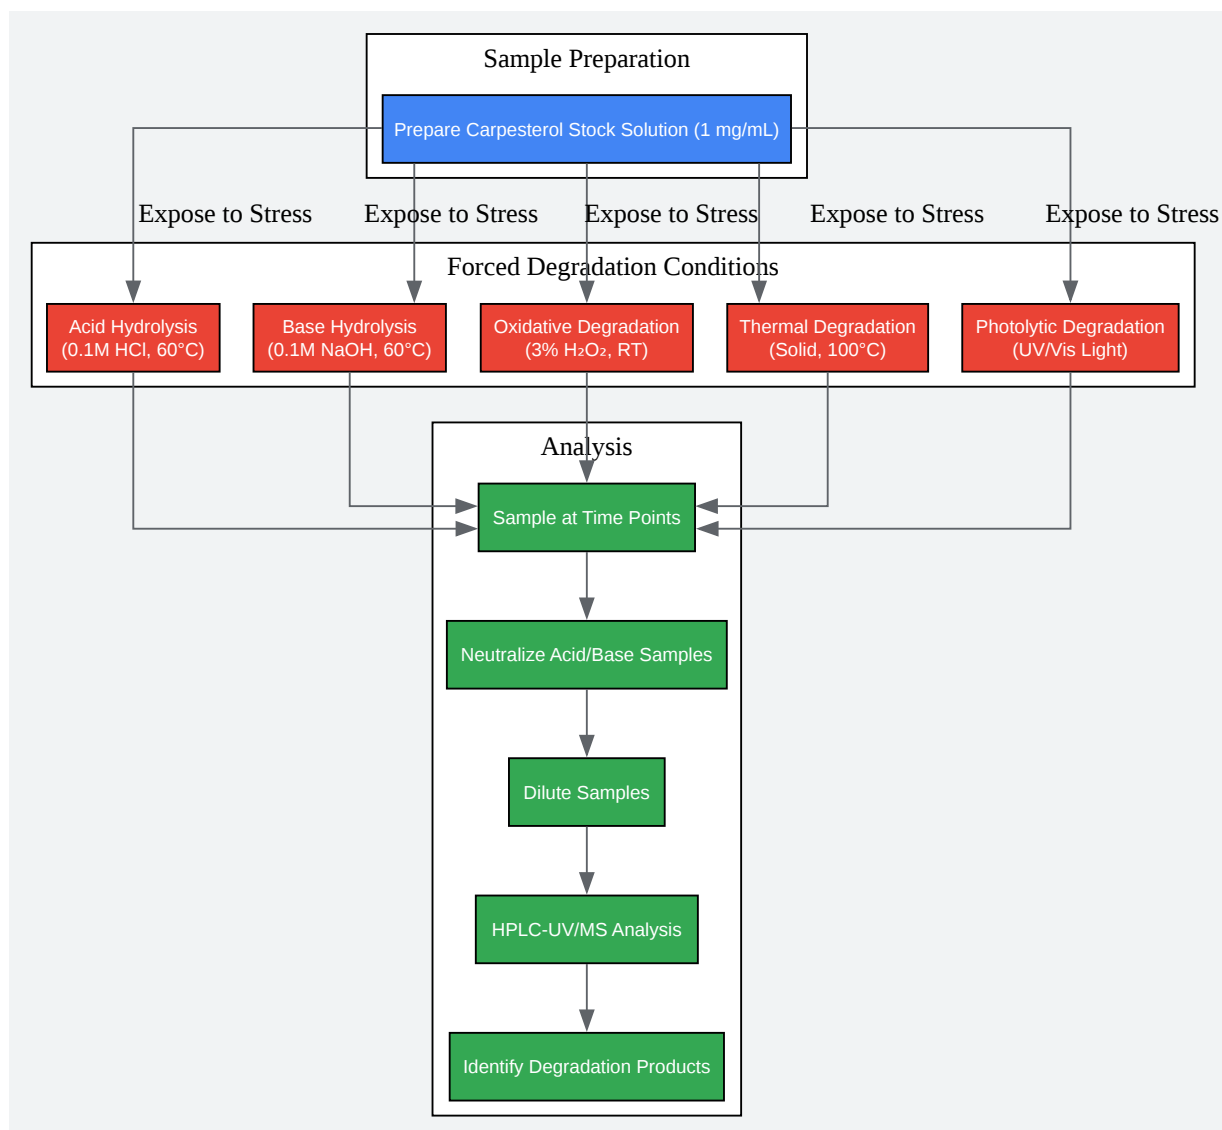 Sample Preparation
Prepare Carpesterol Stock Solution (1 mg/mL)
Expose to Stress
Expose to Stress
Expose to Stress
Expose to Stress
Expose to Stress
Forced Degradation Conditions
Acid Hydrolysis
(0.1M HCl, 60°C)
Base Hydrolysis
(0.1M NaOH, 60°C)
Oxidative Degradation
(3% H₂O₂, RT)
Thermal Degradation
(Solid, 100°C)
Photolytic Degradation
(UV/Vis Light)
Analysis
Sample at Time Points
Neutralize Acid/Base Samples
Dilute Samples
HPLC-UV/MS Analysis
Identify Degradation Products